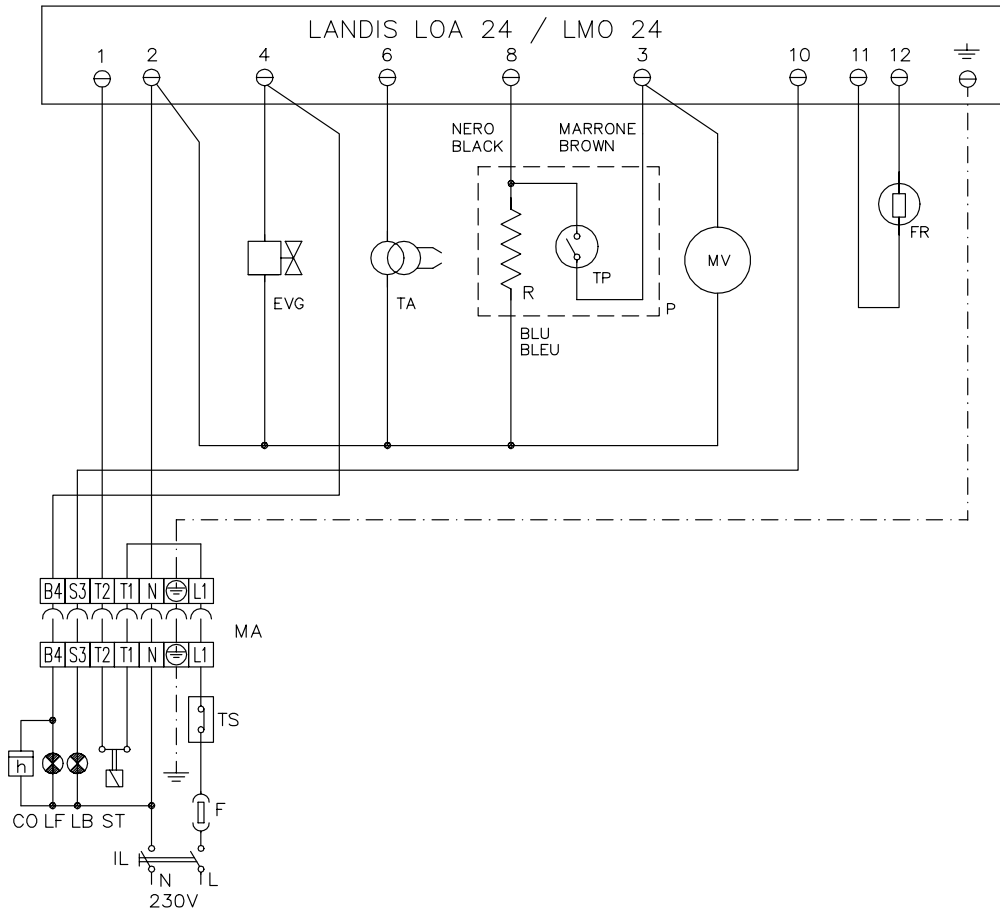 LANDIS LOA 24 / LMO 24
1 2 4 6 8 3 10 11 12
NERO
BLACK
MARRONE
BROWN
FR
MV
TP
EVG
TA
R
P
BLU
BLEU
B4 S3 T2 T1 N L1
MA
B4 S3 T2 T1 N L1
TS
h
F
CO LF LB ST
IL
N L
230V